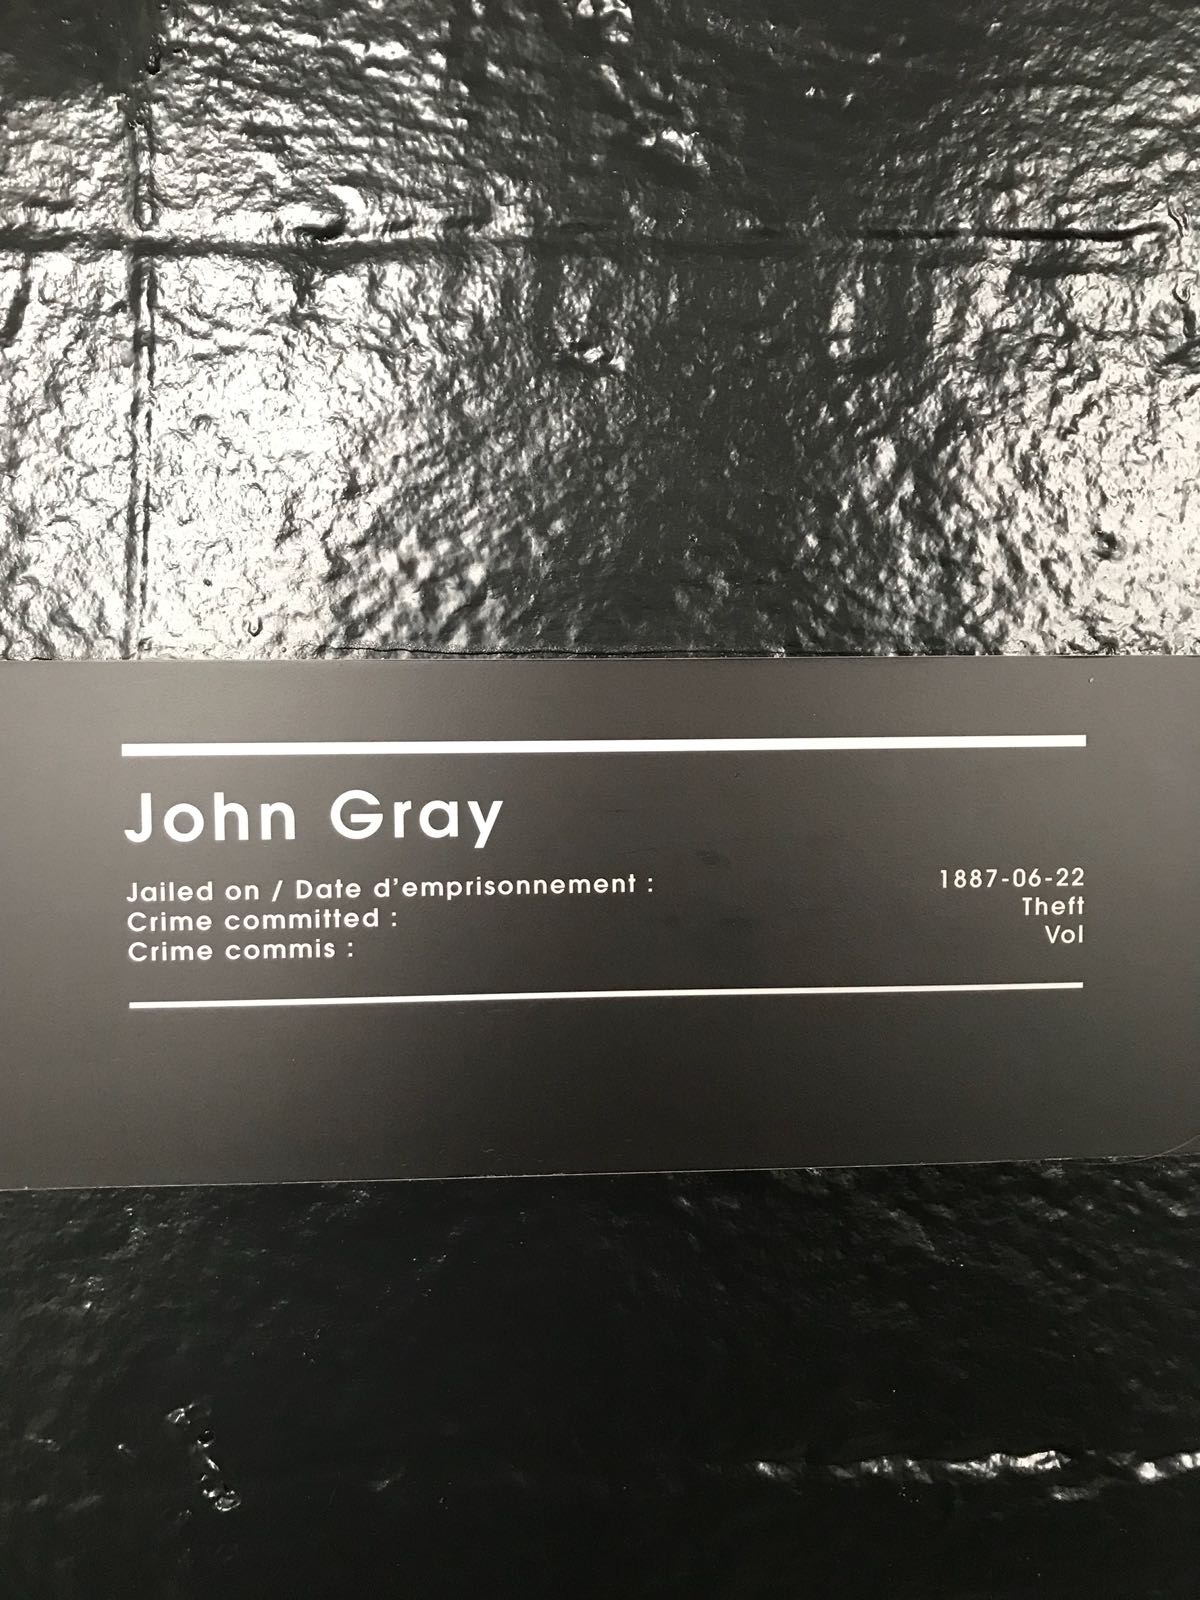 John Gray
Jailed on / Date d'emprisonnement : 1887-06-22
Crime committed : Theft
Crime commis : Vol